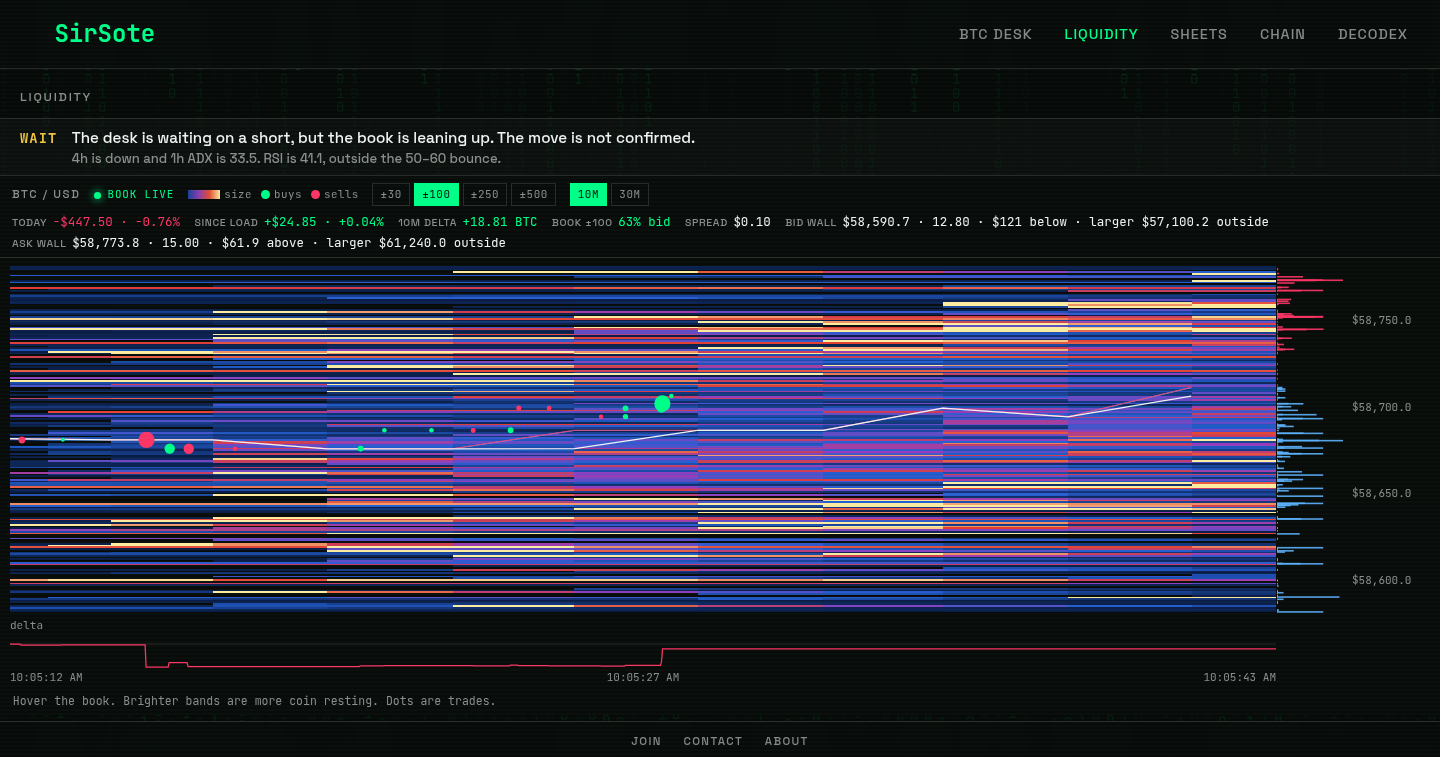 SirSote
BTC DESK LIQUIDITY SHEETS CHAIN DECODEX
LIQUIDITY
WAIT The desk is waiting on a short, but the book is leaning up. The move is not confirmed.
4h is down and 1h ADX is 33.5. RSI is 41.1, outside the 50–60 bounce.
BTC / USD BOOK LIVE size buys sells ±30 ±100 ±250 ±500 10M 30M
TODAY -$447.50 · -0.76% SINCE LOAD +$24.85 · +0.04% 10M DELTA +18.81 BTC BOOK ±100 63% bid SPREAD $0.10 BID WALL $58,590.7 · 12.80 · $121 below · larger $57,100.2 outside
ASK WALL $58,773.8 · 15.00 · $61.9 above · larger $61,240.0 outside
$58,750.0
$58,700.0
$58,650.0
$58,600.0
delta
10:05:12 AM 10:05:27 AM 10:05:43 AM
Hover the book. Brighter bands are more coin resting. Dots are trades.
JOIN CONTACT ABOUT